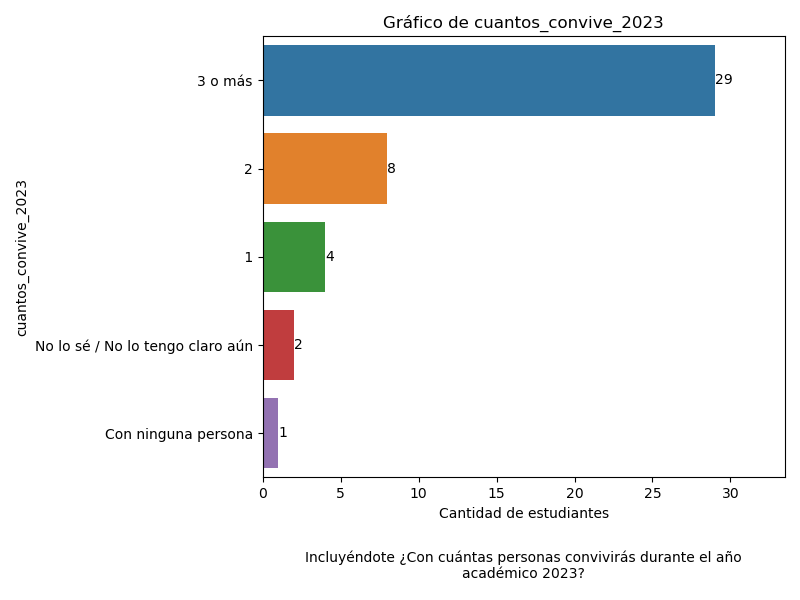 Gráfico de cuantos_convive_2023
cuantos_convive_2023
3 o más
29
2
8
1
4
No lo sé / No lo tengo claro aún
2
Con ninguna persona
1
0 5 10 15 20 25 30
Cantidad de estudiantes
Incluyéndote ¿Con cuántas personas convivirás durante el año
académico 2023?